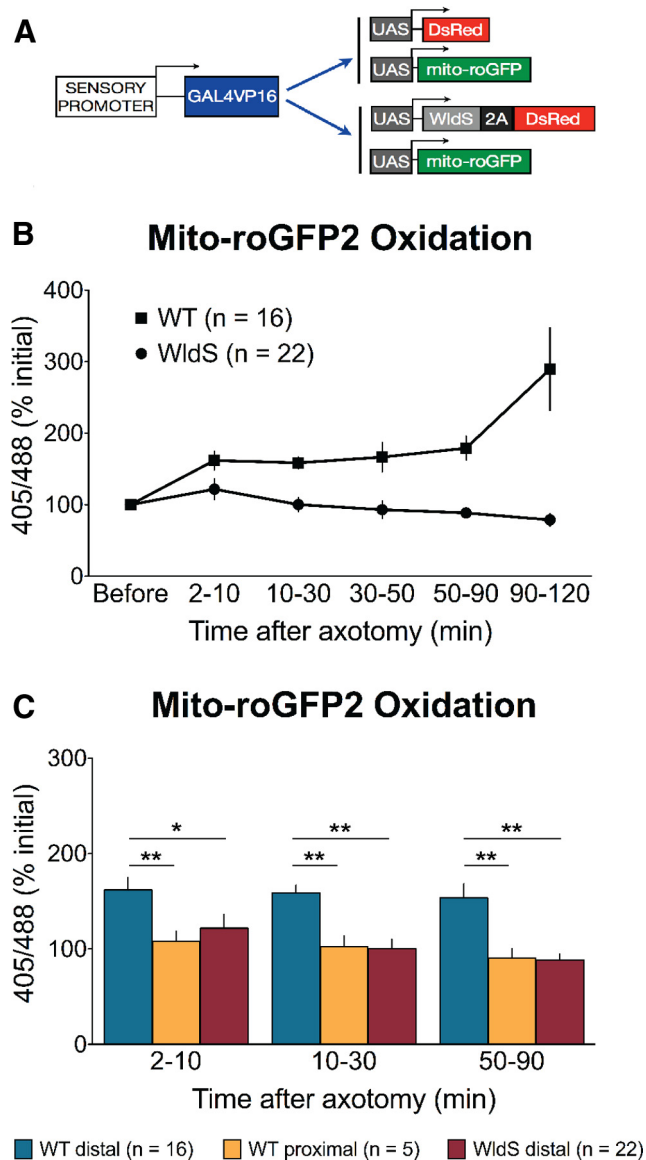 A
SENSORY PROMOTER
GAL4VP16
UAS DsRed
UAS mito-roGFP
UAS WldS 2A DsRed
UAS mito-roGFP
B
Mito-roGFP2 Oxidation
405/488 (% initial)
400
300
200
100
0
WT (n = 16)
WldS (n = 22)
Before 2-10 10-30 30-50 50-90 90-120
Time after axotomy (min)
C
Mito-roGFP2 Oxidation
405/488 (% initial)
300
200
100
0
* ** **
** ** **
2-10 10-30 50-90
Time after axotomy (min)
WT distal (n = 16) WT proximal (n = 5) WldS distal (n = 22)